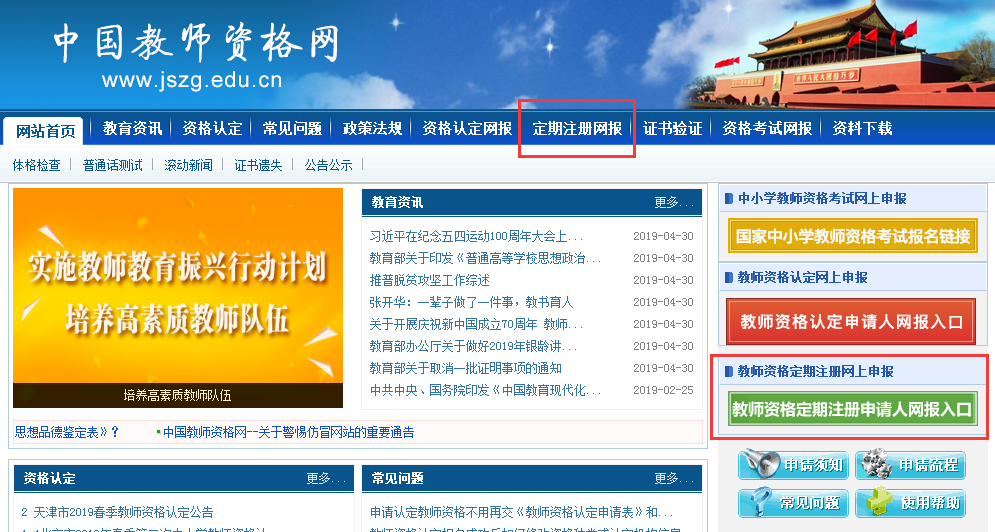 中国教师资格网
www.jszg.edu.cn
网站首页 教育资讯 资格认定 常见问题 政策法规 资格认定网报 定期注册网报 证书验证 资格考试网报 资料下载
体格检查 普通话测试 滚动新闻 证书遗失 公告公示
实施教师教育振兴行动计划
培养高素质教师队伍
培养高素质教师队伍
教育资讯 更多...
习近平在纪念五四运动100周年大会上... 2019-04-30
教育部关于印发《普通高等学校思想政治... 2019-04-30
推普脱贫攻坚工作综述 2019-04-30
张开华：一辈子做了一件事，教书育人 2019-04-30
关于开展庆祝新中国成立70周年 教师... 2019-04-30
教育部办公厅关于做好2019年银龄讲... 2019-04-30
教育部关于取消一批证明事项的通知 2019-04-30
中共中央、国务院印发《中国教育现代化... 2019-02-25
思想品德鉴定表》？ •中国教师资格网--关于警惕仿冒网站的重要通告
资格认定 更多...
2 天津市2019春季教师资格认定公告
常见问题 更多...
申请认定教师资格不用再交《教师资格认定申请表》和...
中小学教师资格考试网上申报
国家中小学教师资格考试报名链接
教师资格认定网上申报
教师资格认定申请人网报入口
教师资格定期注册网上申报
教师资格定期注册申请人网报入口
申请须知 申请流程
常见问题 使用帮助